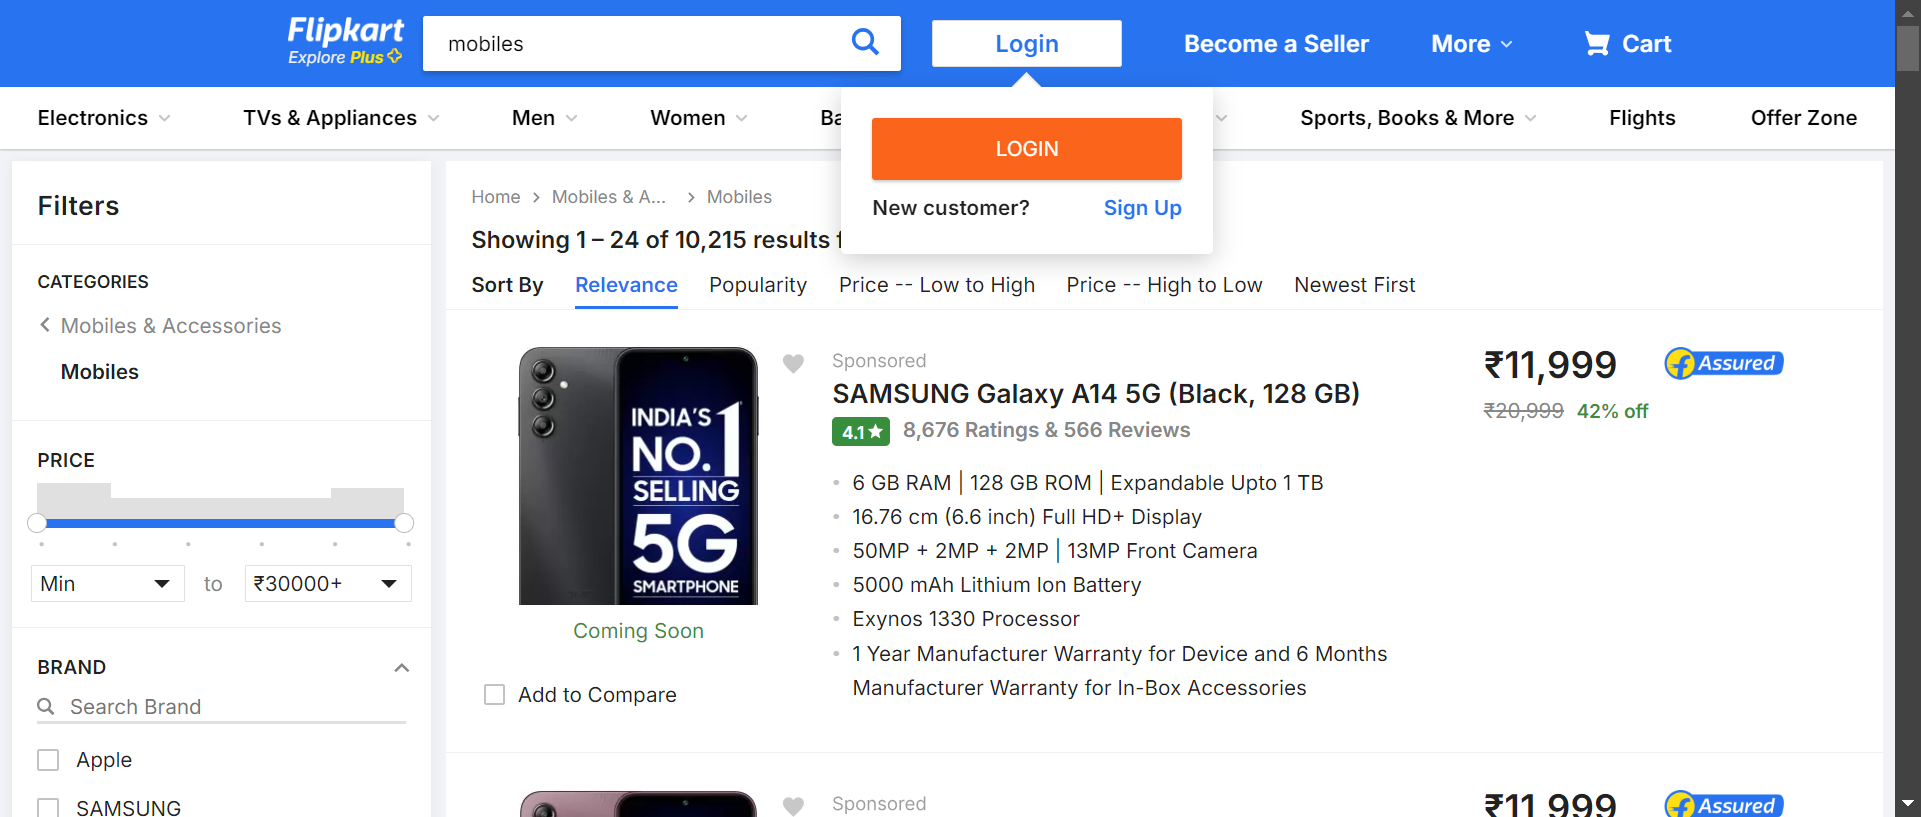 Flipkart
Explore Plus
mobiles
Login
Become a Seller
More
Cart
Electronics
TVs & Appliances
Men
Women
Ba
Sports, Books & More
Flights
Offer Zone
LOGIN
New customer? Sign Up
Filters
CATEGORIES
Mobiles & Accessories
Mobiles
PRICE
Min to ₹30000+
BRAND
Search Brand
Apple
SAMSUNG
Home > Mobiles & A... > Mobiles
Showing 1 – 24 of 10,215 results f
Sort By Relevance Popularity Price -- Low to High Price -- High to Low Newest First
INDIA'S
NO.1
SELLING
5G
SMARTPHONE
Coming Soon
Add to Compare
Sponsored
SAMSUNG Galaxy A14 5G (Black, 128 GB)
4.1★ 8,676 Ratings & 566 Reviews
6 GB RAM | 128 GB ROM | Expandable Upto 1 TB
16.76 cm (6.6 inch) Full HD+ Display
50MP + 2MP + 2MP | 13MP Front Camera
5000 mAh Lithium Ion Battery
Exynos 1330 Processor
1 Year Manufacturer Warranty for Device and 6 Months
Manufacturer Warranty for In-Box Accessories
₹11,999
f Assured
₹20,999 42% off
Sponsored
₹11,999
f Assured